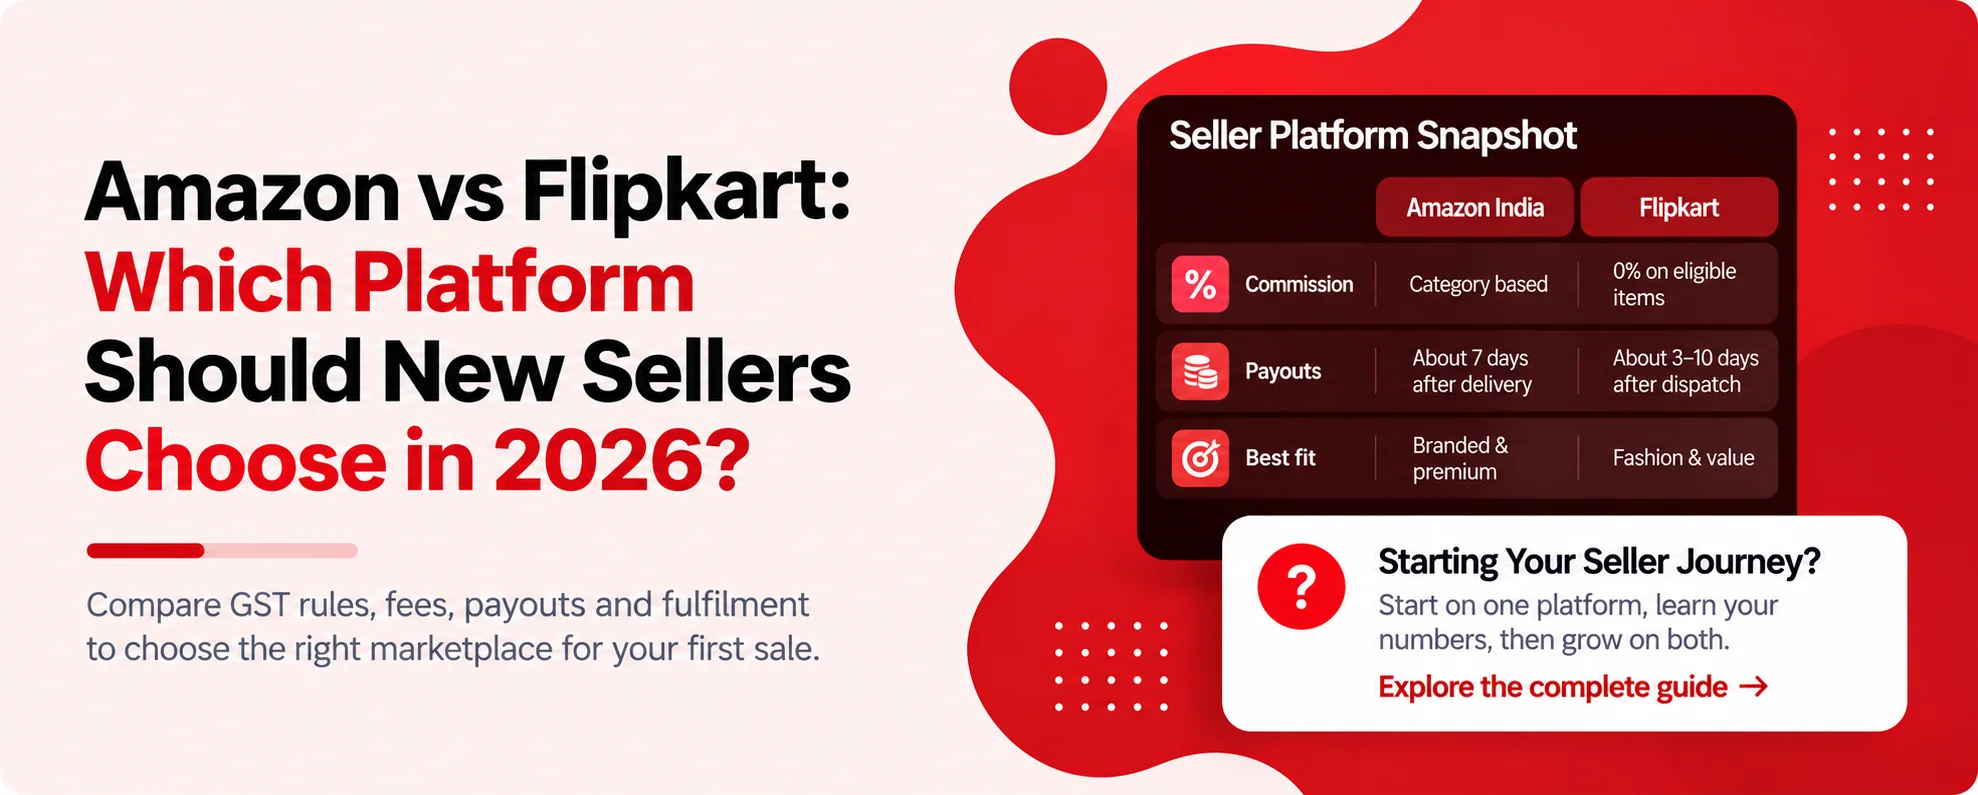 Amazon vs Flipkart:
Which Platform
Should New Sellers
Choose in 2026?
Compare GST rules, fees, payouts and fulfilment
to choose the right marketplace for your first sale.
Seller Platform Snapshot
Amazon India
Flipkart
%
Commission
Category based
0% on eligible
items
Payouts
About 7 days
after delivery
About 3–10 days
after dispatch
Best fit
Branded &
premium
Fashion & value
?
Starting Your Seller Journey?
Start on one platform, learn your
numbers, then grow on both.
Explore the complete guide →